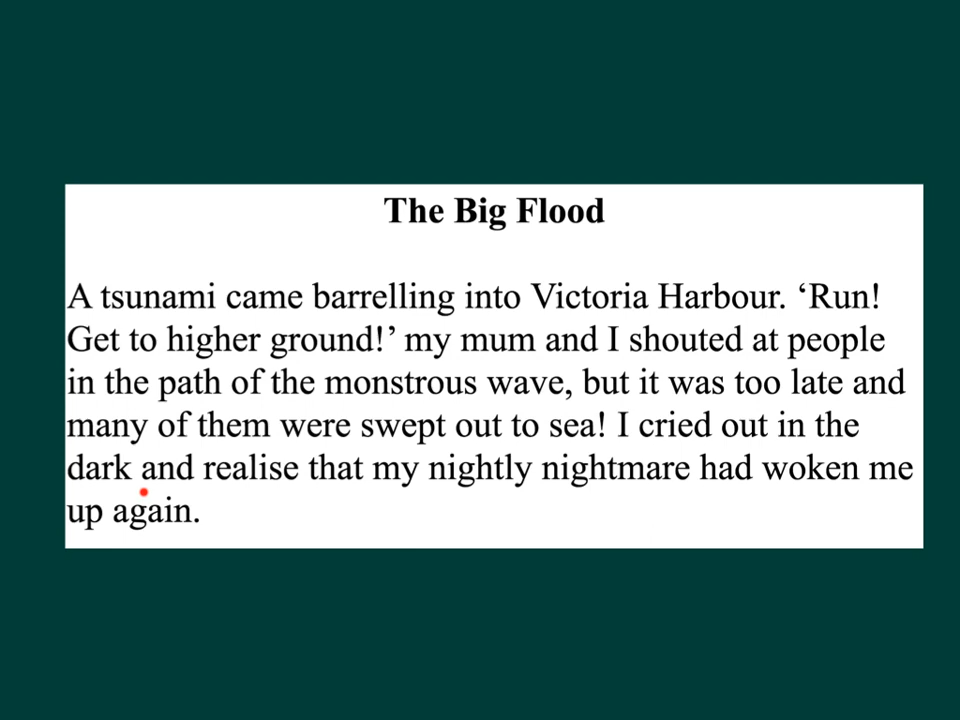 The Big Flood
A tsunami came barrelling into Victoria Harbour. ‘Run!
Get to higher ground!’ my mum and I shouted at people
in the path of the monstrous wave, but it was too late and
many of them were swept out to sea! I cried out in the
dark and realise that my nightly nightmare had woken me
up again.